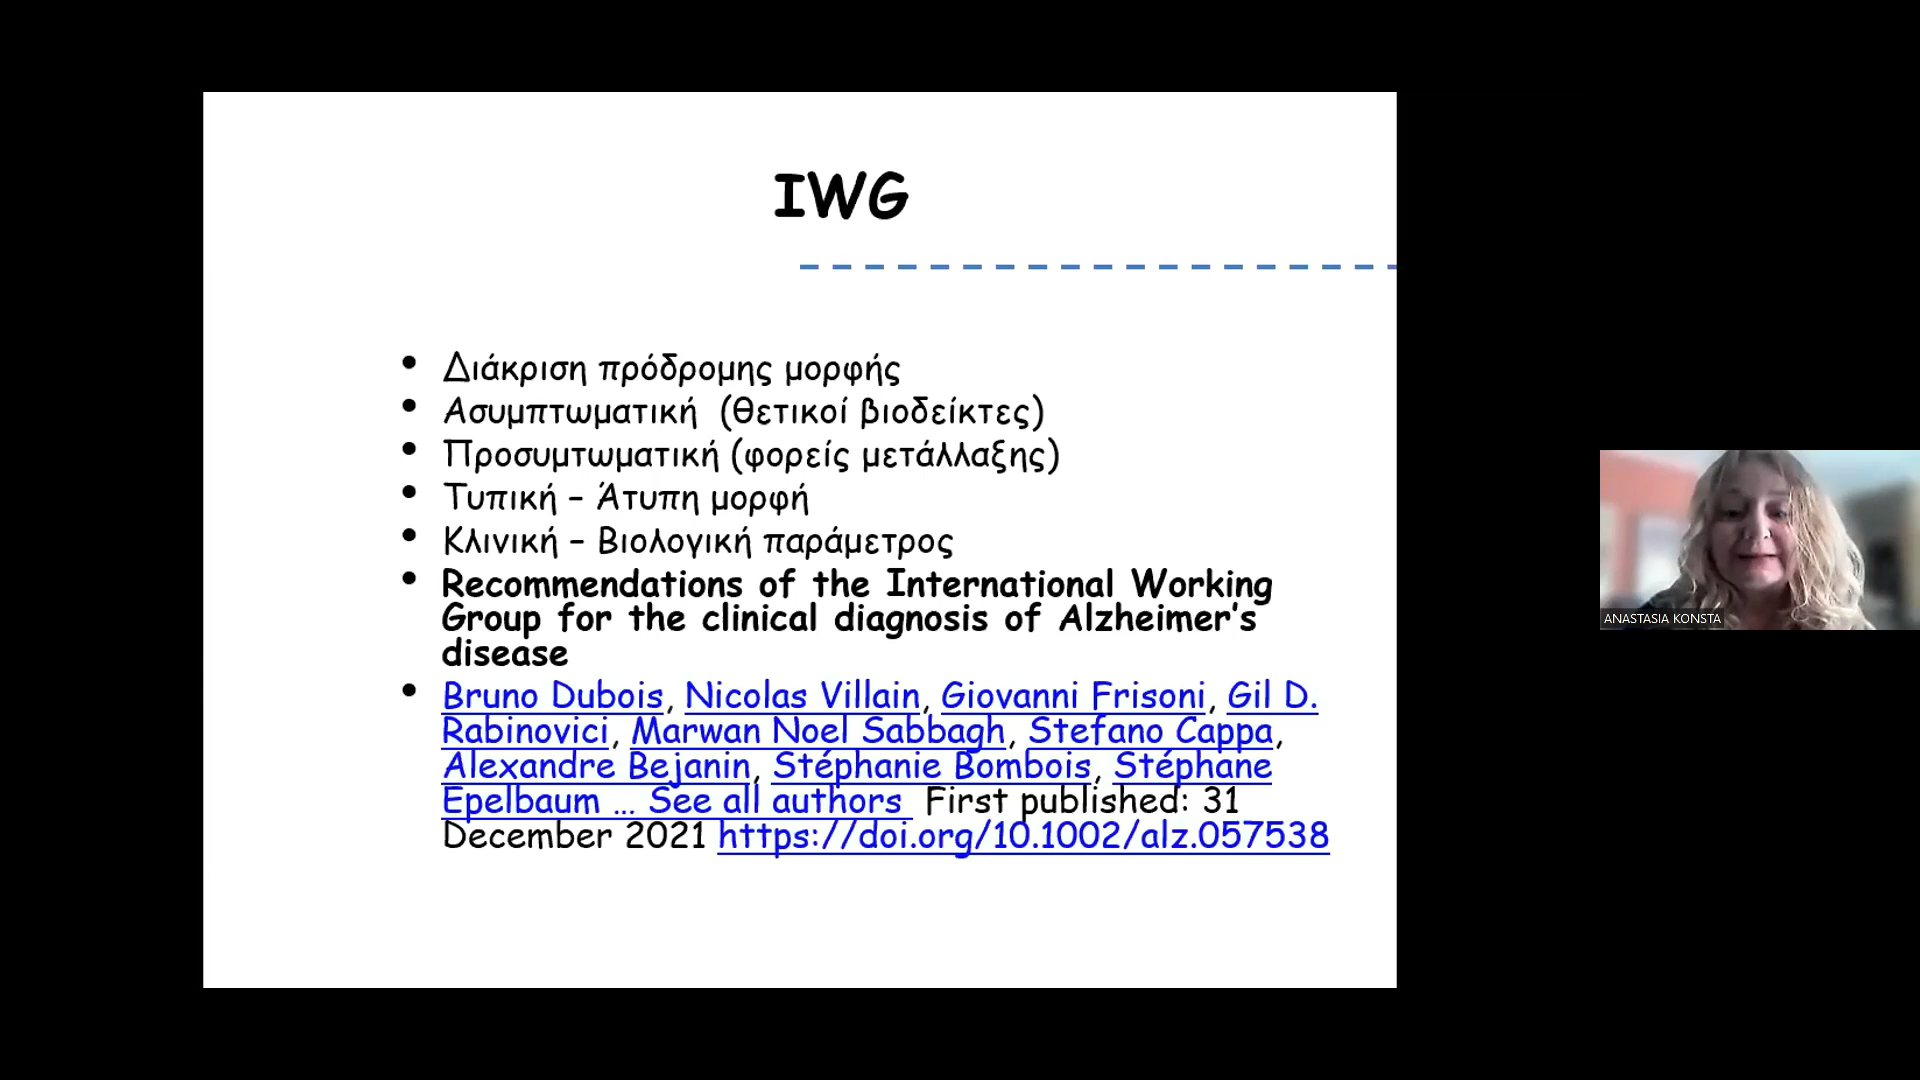 IWG
• Διάκριση πρόδρομης μορφής
• Ασυμπτωματική (θετικοί βιοδείκτες)
• Προσυμτωματική (φορείς μετάλλαξης)
• Τυπική – Άτυπη μορφή
• Κλινική – Βιολογική παράμετρος
• Recommendations of the International Working
Group for the clinical diagnosis of Alzheimer's
disease
• Bruno Dubois, Nicolas Villain, Giovanni Frisoni, Gil D.
Rabinovici, Marwan Noel Sabbagh, Stefano Cappa,
Alexandre Bejanin, Stéphanie Bombois, Stéphane
Epelbaum … See all authors First published: 31
December 2021 https://doi.org/10.1002/alz.057538
ANASTASIA KONSTA